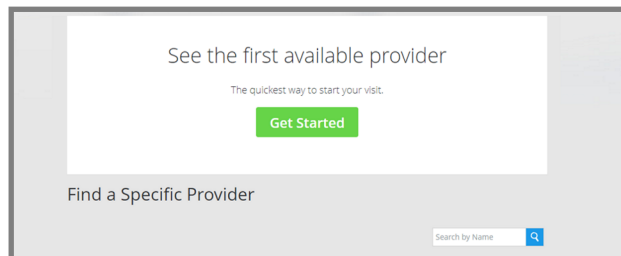 See the first available provider
The quickest way to start your visit.
Get Started
Find a Specific Provider
Search by Name